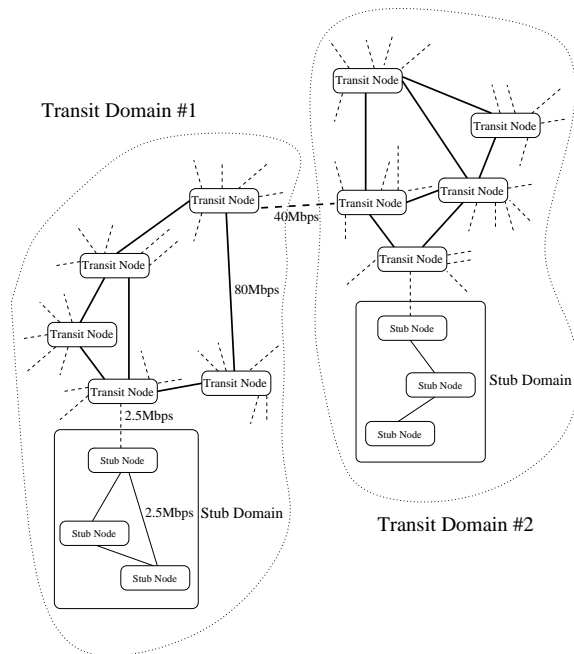 Transit Domain #1
Transit Node
Transit Node
Transit Node
Transit Node
Transit Node
80Mbps
2.5Mbps
Stub Node
Stub Node
Stub Node
2.5Mbps
Stub Domain
40Mbps
Transit Node
Transit Node
Transit Node
Transit Node
Transit Node
Stub Node
Stub Node
Stub Node
Stub Domain
Transit Domain #2